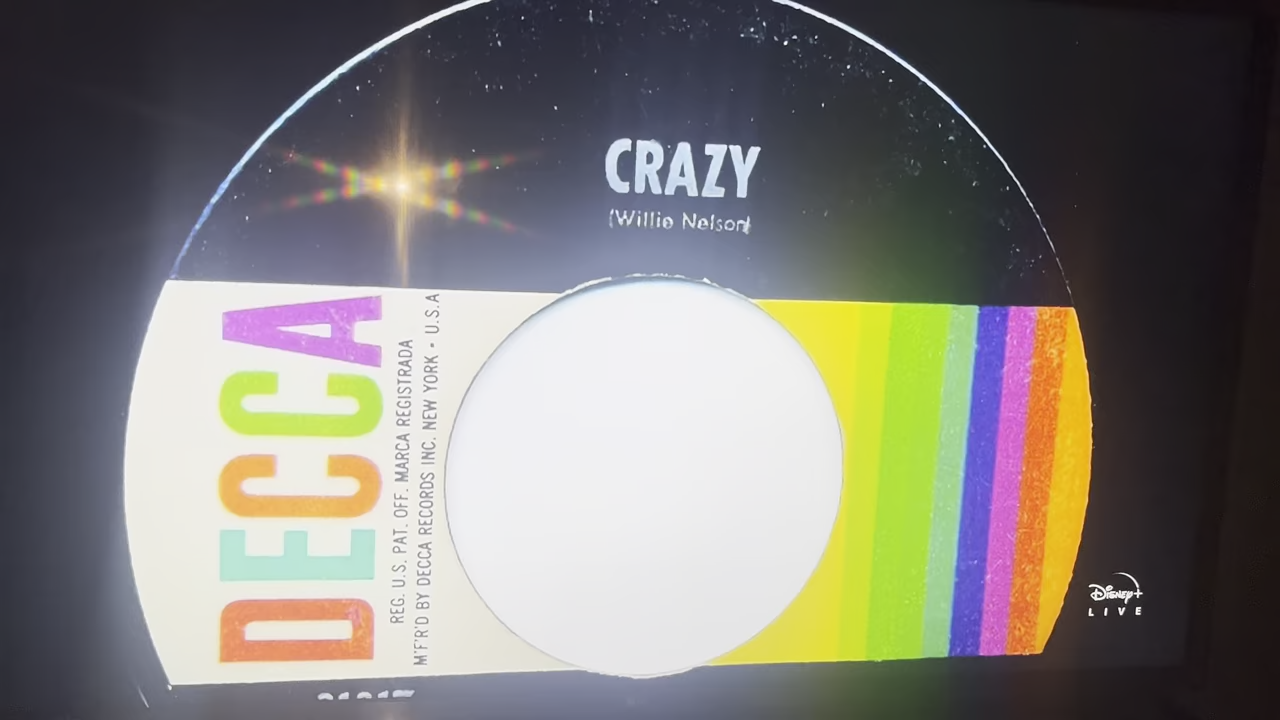 CRAZY
(Willie Nelson)
DECCA
REG. U.S. PAT. OFF. MARCA REGISTRADA
M'F'R'D BY DECCA RECORDS INC. NEW YORK • U.S.A
Disney+
LIVE